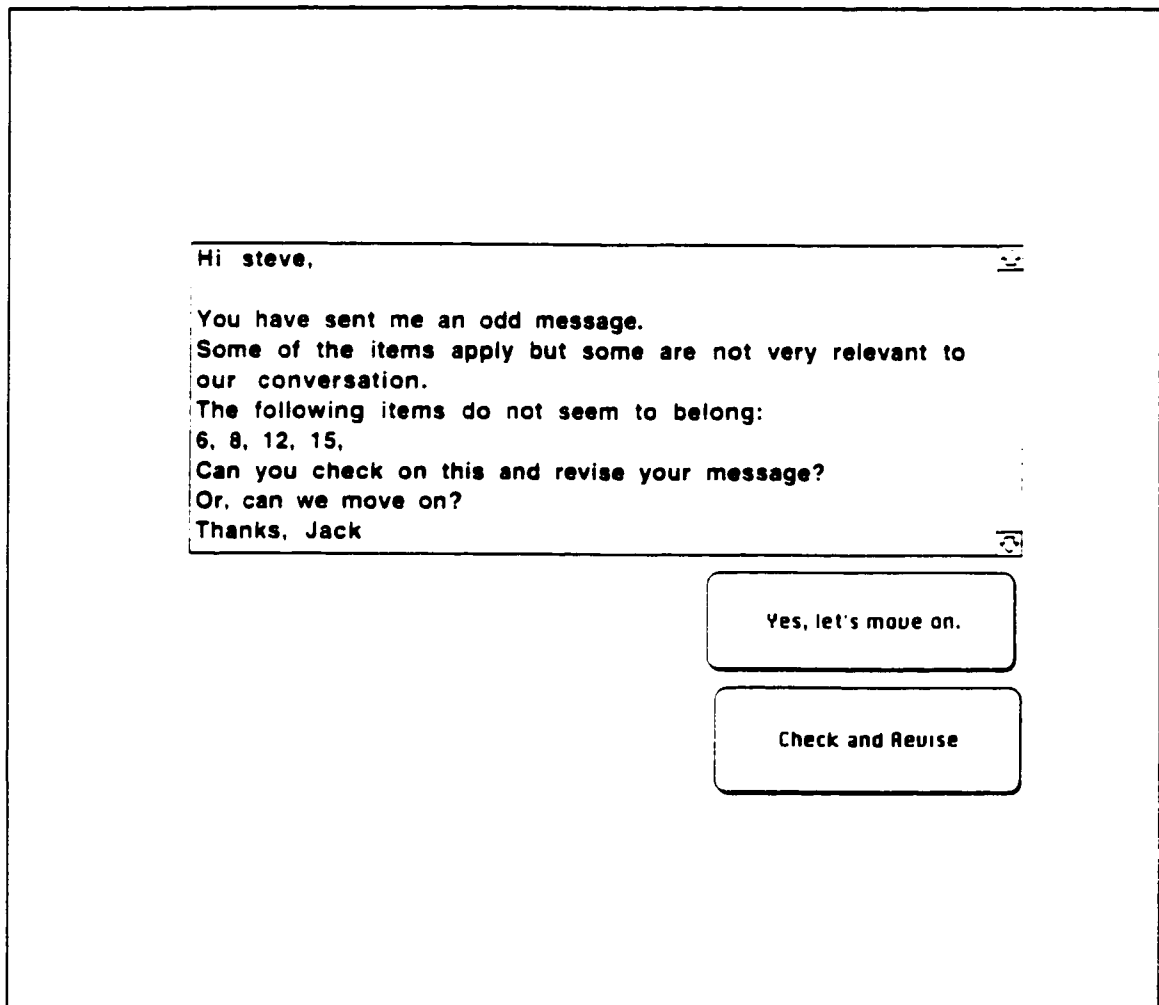 Hi steve,
You have sent me an odd message.
Some of the items apply but some are not very relevant to
our conversation.
The following items do not seem to belong:
6, 8, 12, 15,
Can you check on this and revise your message?
Or, can we move on?
Thanks, Jack
Yes, let's move on.
Check and Revise